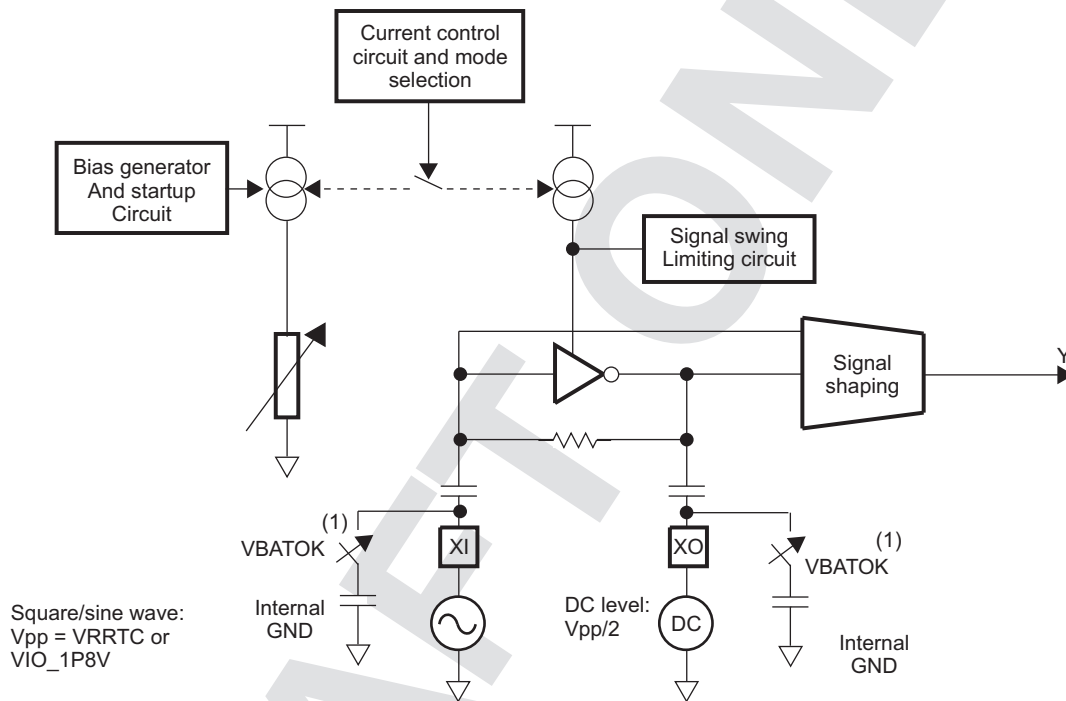 Current control
circuit and mode
selection
Bias generator
And startup
Circuit
Signal swing
Limiting circuit
Signal
shaping
Y
(1)
VBATOK
XI
XO
(1)
VBATOK
Square/sine wave:
Vpp = VRRTC or
VIO_1P8V
Internal
GND
DC level:
Vpp/2
DC
Internal
GND